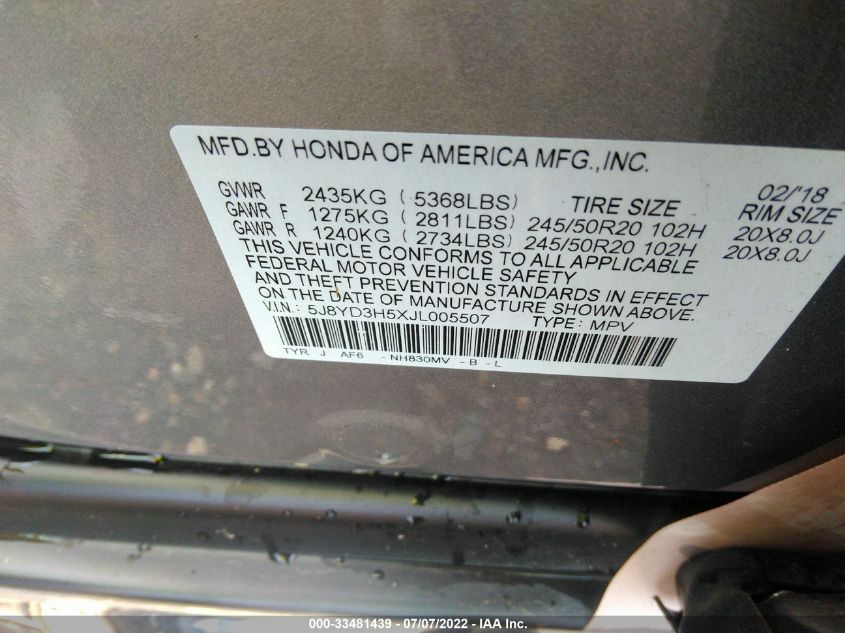 MFD.BY HONDA OF AMERICA MFG.,INC.
02/'18
GVWR 2435KG ( 5368LBS) TIRE SIZE RIM SIZE
GAWR F 1275KG ( 2811LBS) 245/50R20 102H 20X8.0J
GAWR R 1240KG ( 2734LBS) 245/50R20 102H 20X8.0J
THIS VEHICLE CONFORMS TO ALL APPLICABLE
FEDERAL MOTOR VEHICLE SAFETY
AND THEFT PREVENTION STANDARDS IN EFFECT
ON THE DATE OF MANUFACTURE SHOWN ABOVE.
V.I.N.: 5J8YD3H5XJL005507 TYPE: MPV
TYR J AF6 - NH830MV - B - L
000-33481439 - 07/07/2022 - IAA Inc.